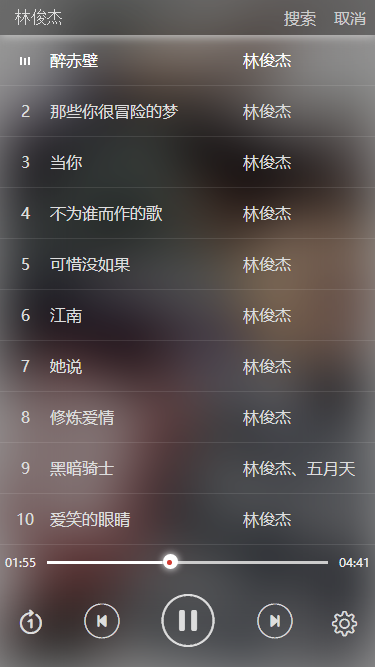 林俊杰 搜索 取消
醉赤壁 林俊杰
2 那些你很冒险的梦 林俊杰
3 当你 林俊杰
4 不为谁而作的歌 林俊杰
5 可惜没如果 林俊杰
6 江南 林俊杰
7 她说 林俊杰
8 修炼爱情 林俊杰
9 黑暗骑士 林俊杰、五月天
10 爱笑的眼睛 林俊杰
01:55 04:41
1